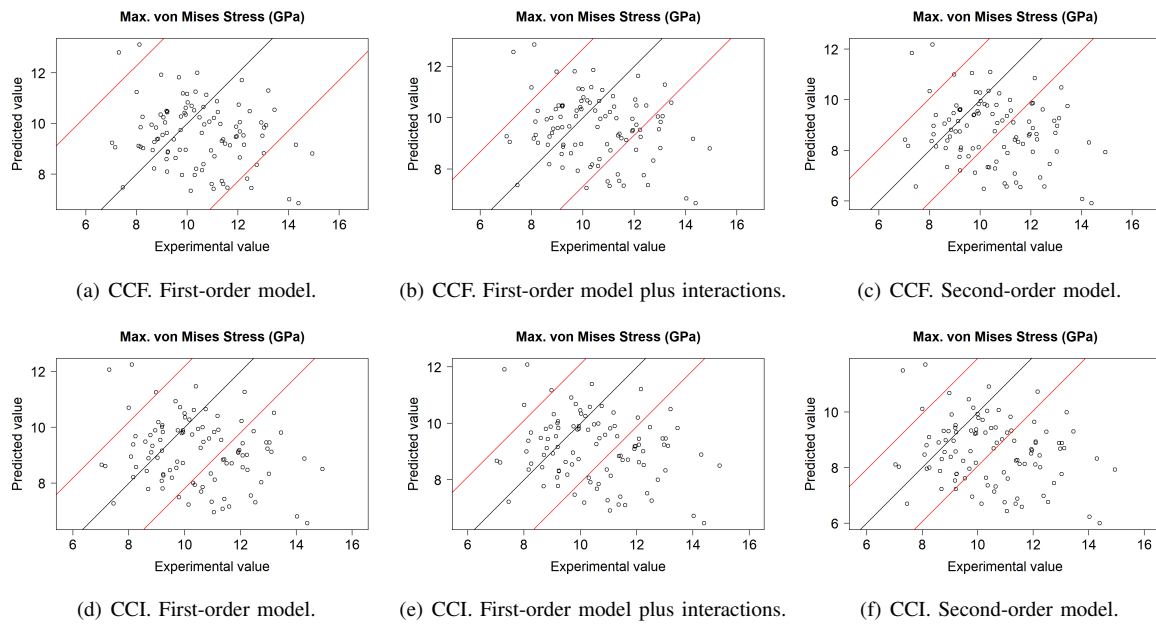 Max. von Mises Stress (GPa)
Predicted value
12
10
8
6 8 10 12 14 16
Experimental value
(a) CCF. First-order model.
Max. von Mises Stress (GPa)
Predicted value
12
10
8
6 8 10 12 14 16
Experimental value
(b) CCF. First-order model plus interactions.
Max. von Mises Stress (GPa)
Predicted value
12
10
8
6
6 8 10 12 14 16
Experimental value
(c) CCF. Second-order model.
Max. von Mises Stress (GPa)
Predicted value
12
10
8
6 8 10 12 14 16
Experimental value
(d) CCI. First-order model.
Max. von Mises Stress (GPa)
Predicted value
12
10
8
6 8 10 12 14 16
Experimental value
(e) CCI. First-order model plus interactions.
Max. von Mises Stress (GPa)
Predicted value
10
8
6
6 8 10 12 14 16
Experimental value
(f) CCI. Second-order model.